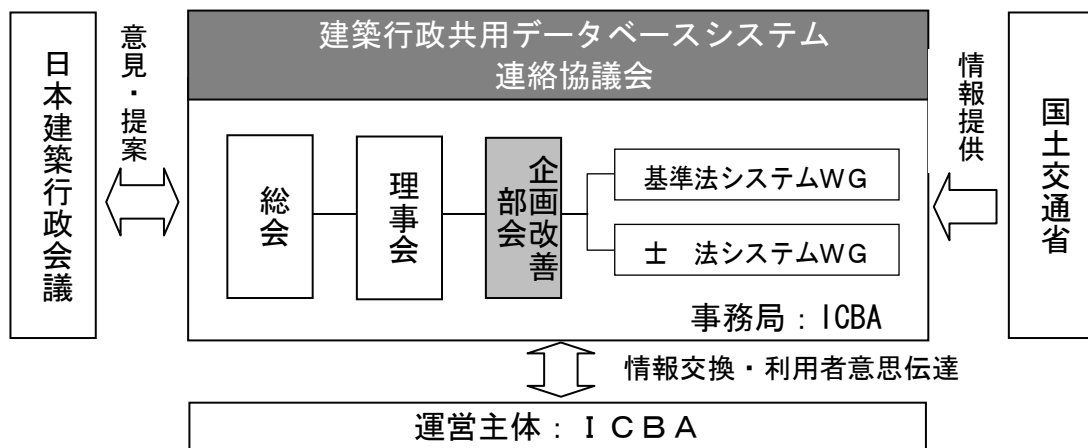 日本建築行政会議
意見・提案
建築行政共用データベースシステム
連絡協議会
総会
理事会
企画改善
部会
基準法システムWG
士　法システムWG
事務局：ICBA
情報提供
国土交通省
情報交換・利用者意思伝達
運営主体：ＩＣＢＡ